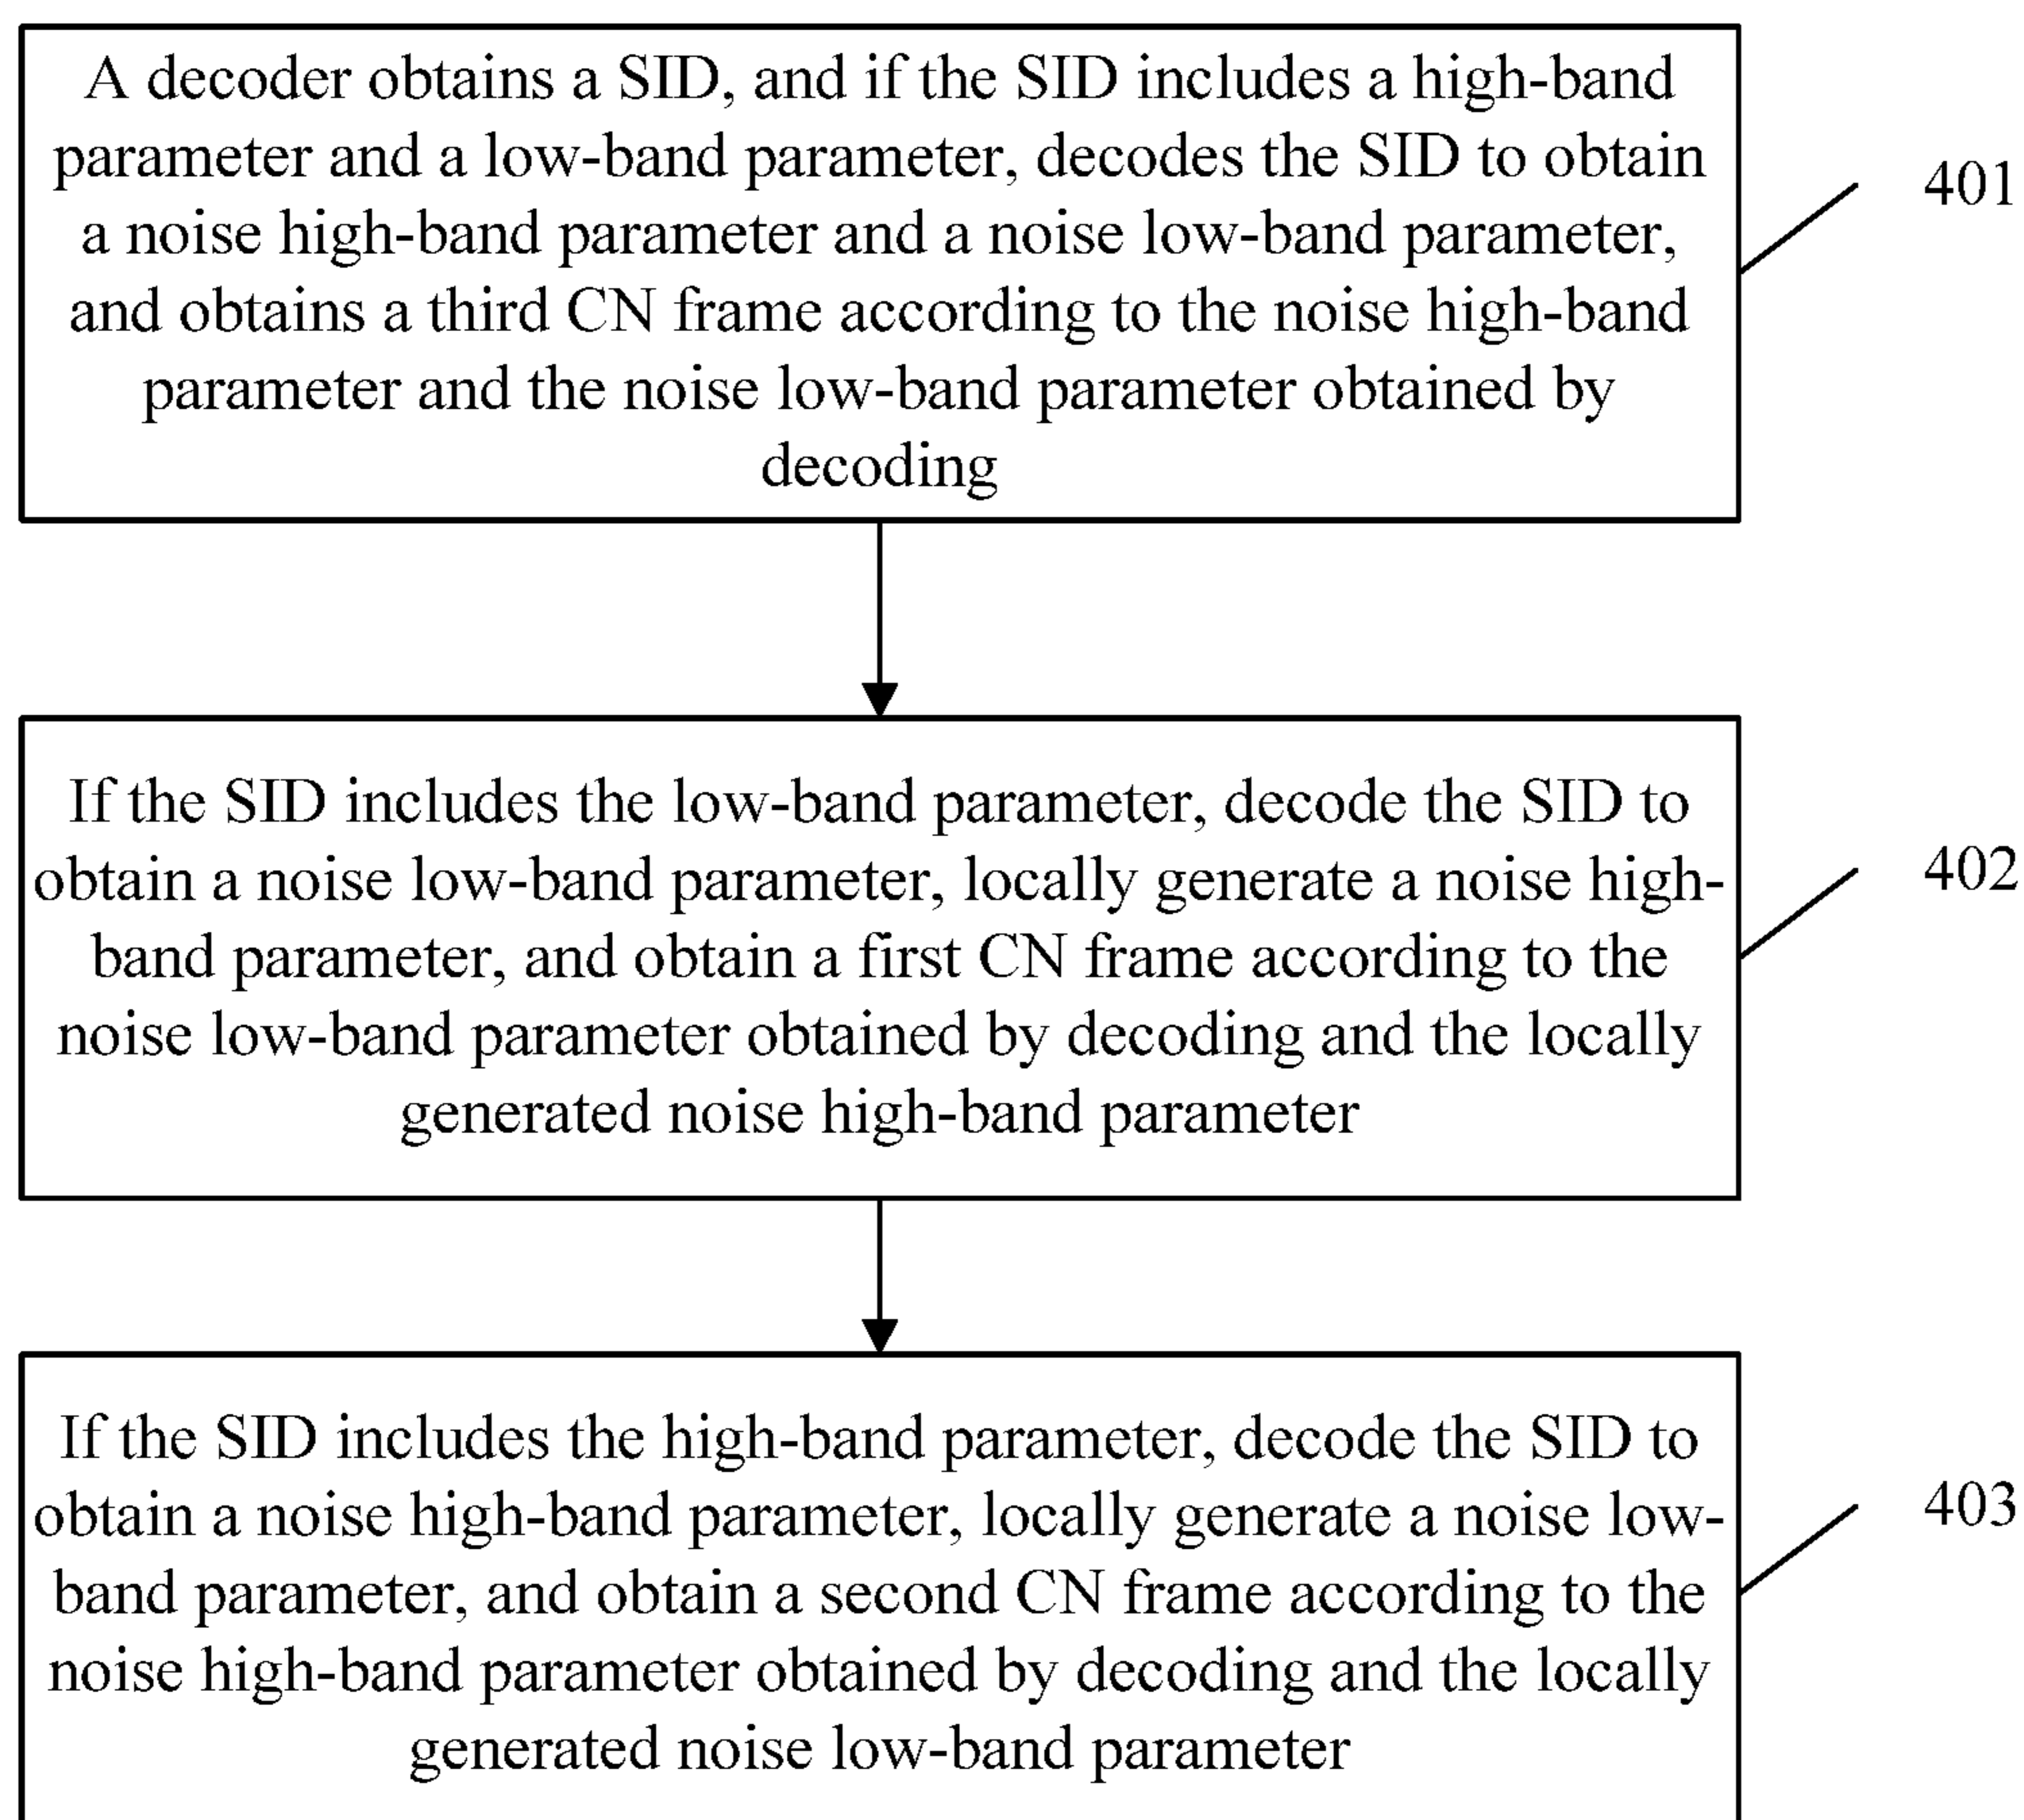 A decoder obtains a SID, and if the SID includes a high-band
parameter and a low-band parameter, decodes the SID to obtain
a noise high-band parameter and a noise low-band parameter,
and obtains a third CN frame according to the noise high-band
parameter and the noise low-band parameter obtained by
decoding
401
If the SID includes the low-band parameter, decode the SID to
obtain a noise low-band parameter, locally generate a noise high-
band parameter, and obtain a first CN frame according to the
noise low-band parameter obtained by decoding and the locally
generated noise high-band parameter
402
If the SID includes the high-band parameter, decode the SID to
obtain a noise high-band parameter, locally generate a noise low-
band parameter, and obtain a second CN frame according to the
noise high-band parameter obtained by decoding and the locally
generated noise low-band parameter
403